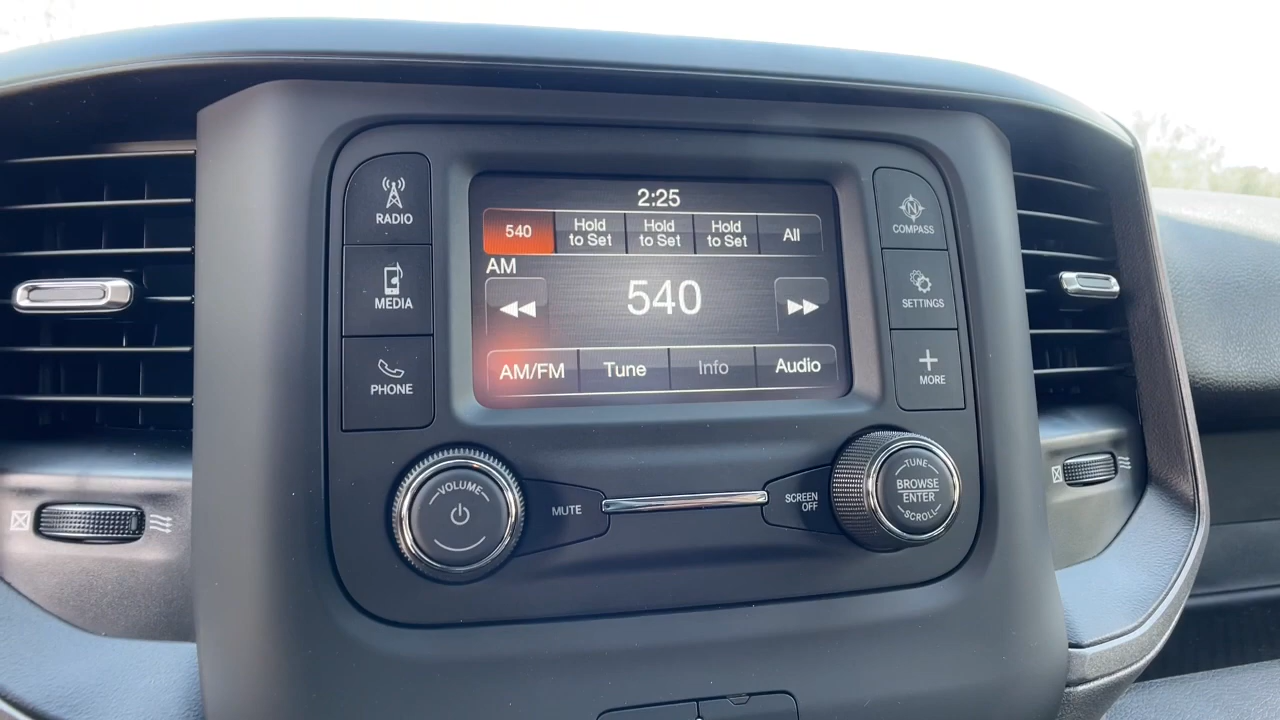 2:25
540
Hold
to Set
Hold
to Set
Hold
to Set
All
AM
540
AM/FM
Tune
Info
Audio
RADIO
MEDIA
PHONE
N
COMPASS
SETTINGS
MORE
VOLUME
MUTE
SCREEN
OFF
TUNE
BROWSE
ENTER
SCROLL